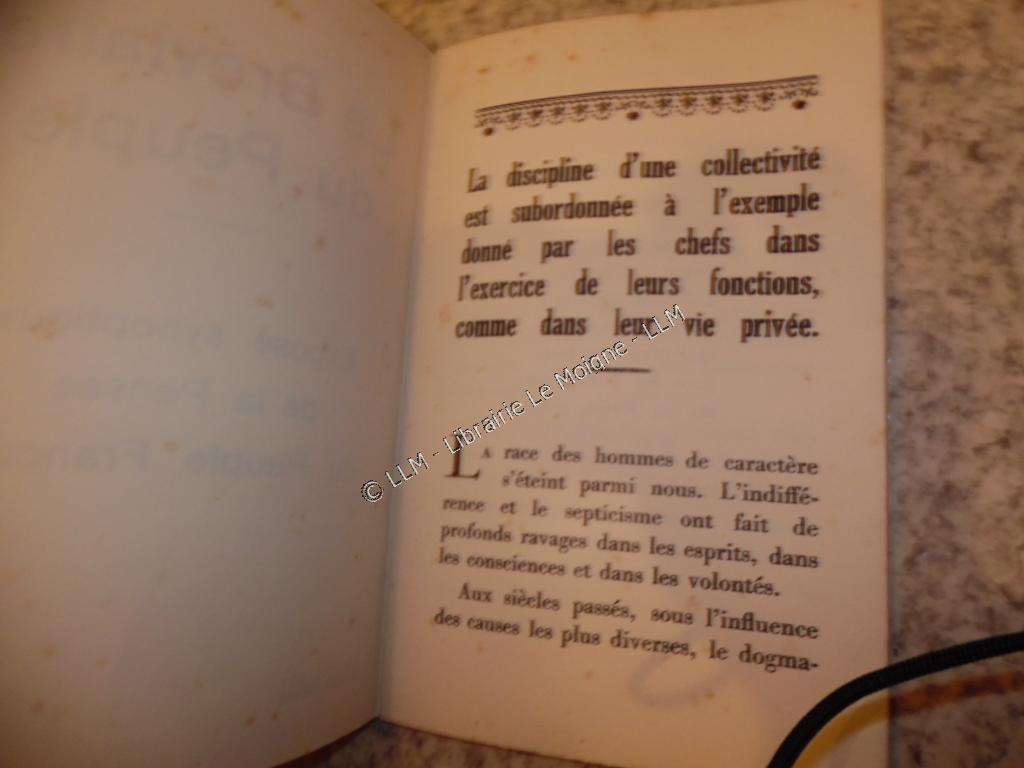 La discipline d'une collectivité
est subordonnée à l'exemple
donné par les chefs dans
l'exercice de leurs fonctions,
comme dans leur vie privée.
© LLM - Librairie Le Moigne - LLM
LA race des hommes de caractère
s'éteint parmi nous. L'indiffé-
rence et le septicisme ont fait de
profonds ravages dans les esprits, dans
les consciences et dans les volontés.
Aux siècles passés, sous l'influence
des causes les plus diverses, le dogma-